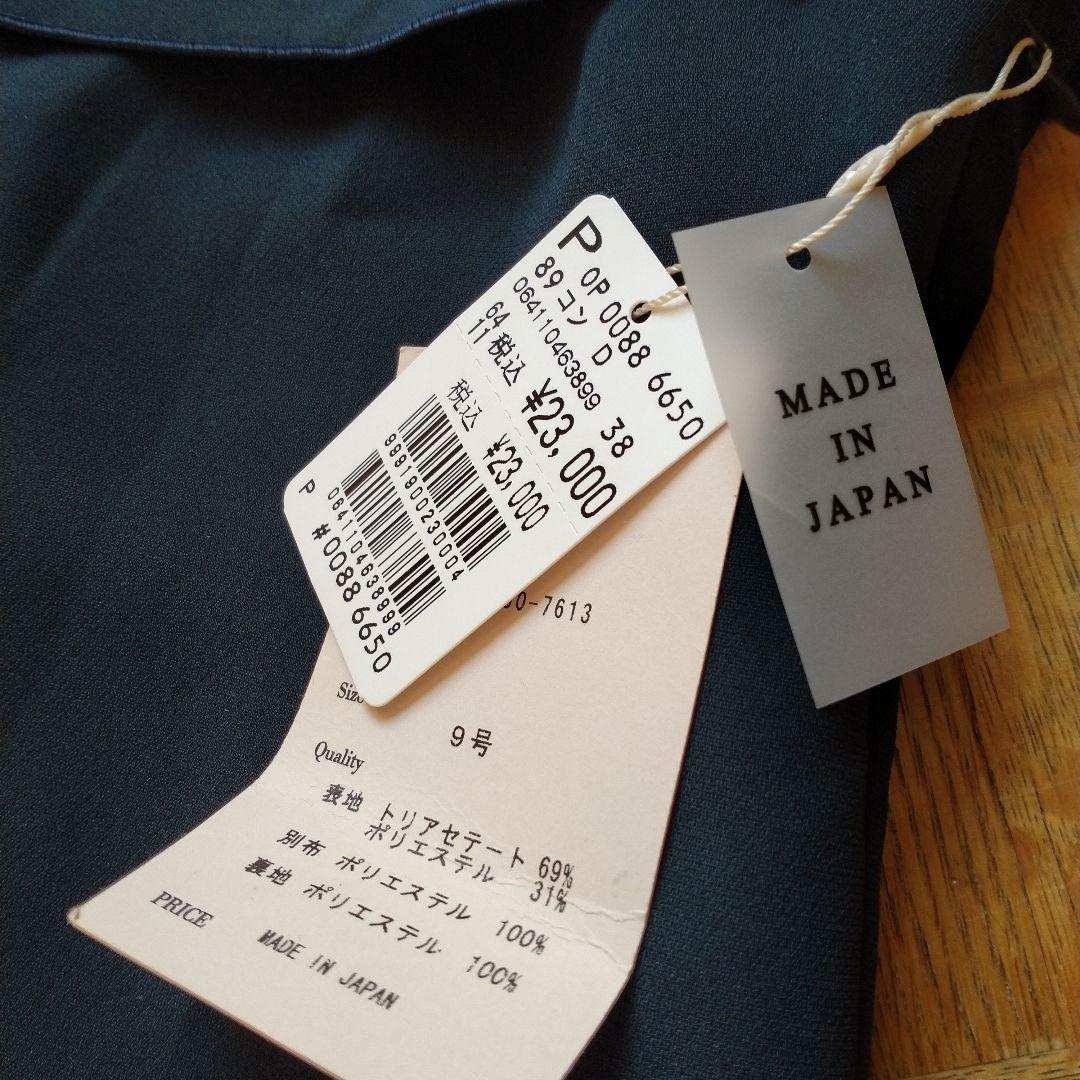 P
OP 0088 6650
89 コン D
064110463899 38
64
11 税込 ¥23,000
税込 ¥23,000
9991900230004
0641104638999
P #0088 6650
MADE
IN
JAPAN
0-7613
Size
9号
Quality
表地 トリアセテート 69%
ポリエステル 31%
別布 ポリエステル 100%
裏地 ポリエステル 100%
PRICE
MADE IN JAPAN